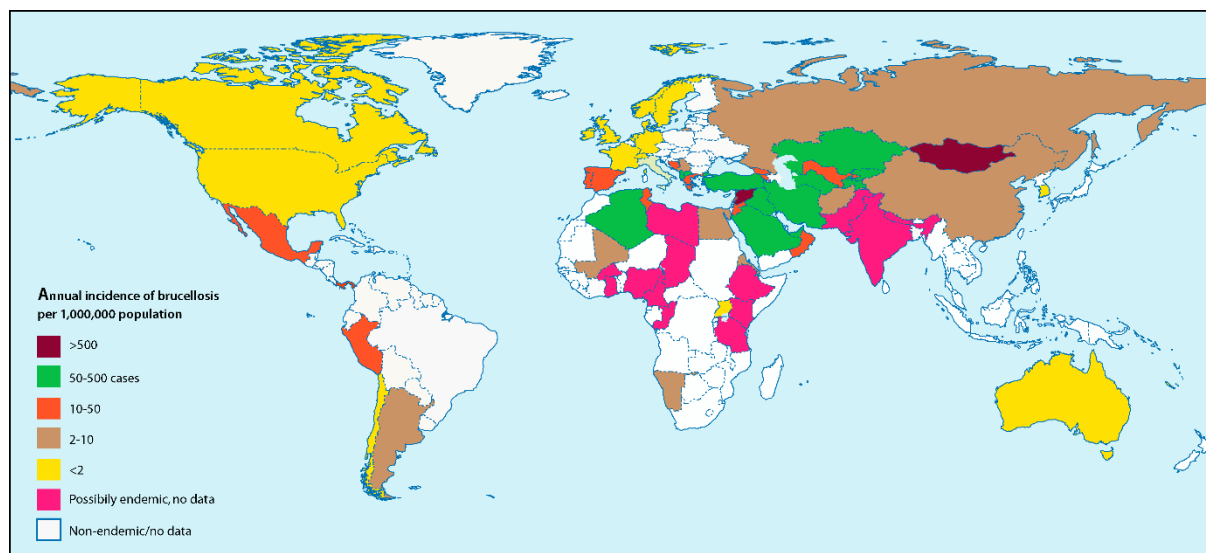 Annual incidence of brucellosis
per 1,000,000 population
>500
50-500 cases
10-50
2-10
<2
Possibily endemic, no data
Non-endemic/no data